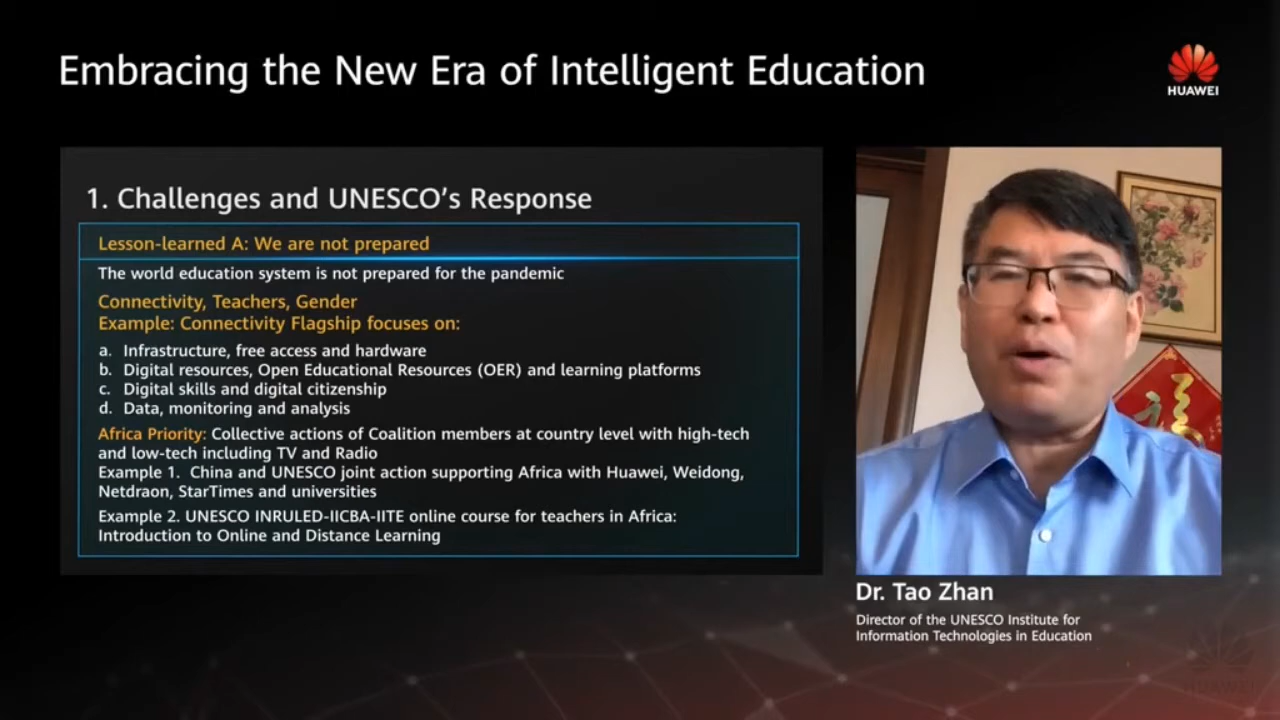 Embracing the New Era of Intelligent Education
HUAWEI
1. Challenges and UNESCO's Response
Lesson-learned A: We are not prepared
The world education system is not prepared for the pandemic
Connectivity, Teachers, Gender
Example: Connectivity Flagship focuses on:
a. Infrastructure, free access and hardware
b. Digital resources, Open Educational Resources (OER) and learning platforms
c. Digital skills and digital citizenship
d. Data, monitoring and analysis
Africa Priority: Collective actions of Coalition members at country level with high-tech
and low-tech including TV and Radio
Example 1. China and UNESCO joint action supporting Africa with Huawei, Weidong,
Netdraon, StarTimes and universities
Example 2. UNESCO INRULED-IICBA-IITE online course for teachers in Africa:
Introduction to Online and Distance Learning
福
Dr. Tao Zhan
Director of the UNESCO Institute for
Information Technologies in Education
HUAWEI